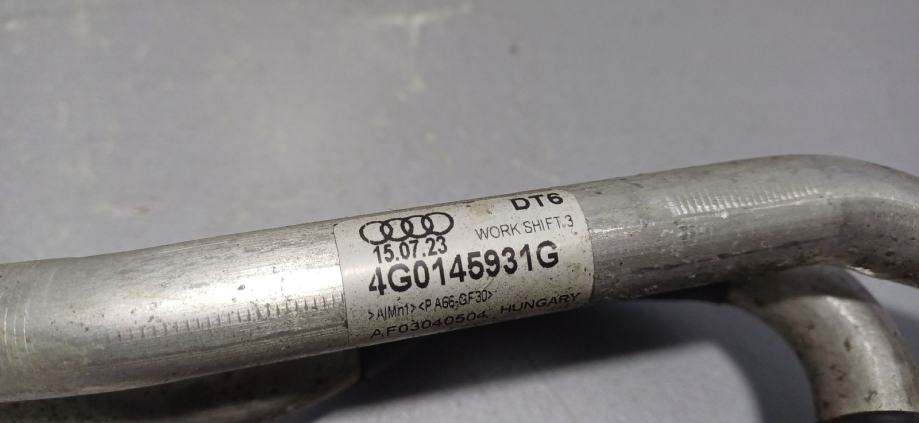 DT6
15.07.23 WORK SHIFT.3
4G0145931G
>AlMn1><PA66-GF30>
AF03040504, HUNGARY